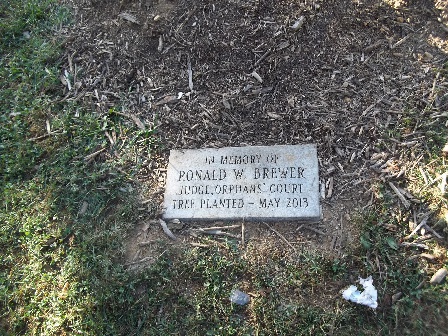 IN MEMORY OF
RONALD W. BREWER
JUDGE, ORPHANS' COURT
TREE PLANTED - MAY 2013